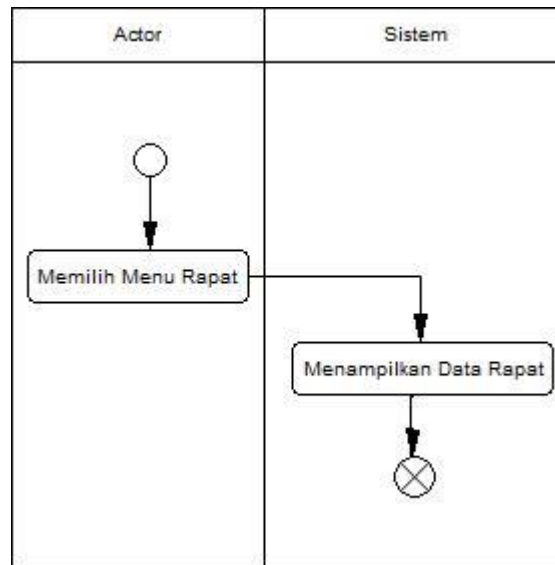 Actor
Sistem
Memilih Menu Rapat
Menampilkan Data Rapat